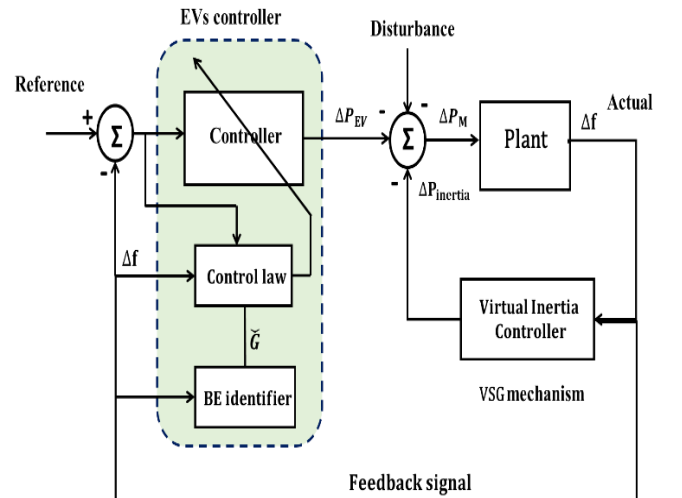 EVs controller
Disturbance
Reference
Actual
+
Σ
-
Controller
ΔP_EV
-
-
Σ
-
ΔP_M
Plant
Δf
ΔP_inertia
Δf
Control law
Virtual Inertia
Controller
Ğ
BE identifier
VSG mechanism
Feedback signal